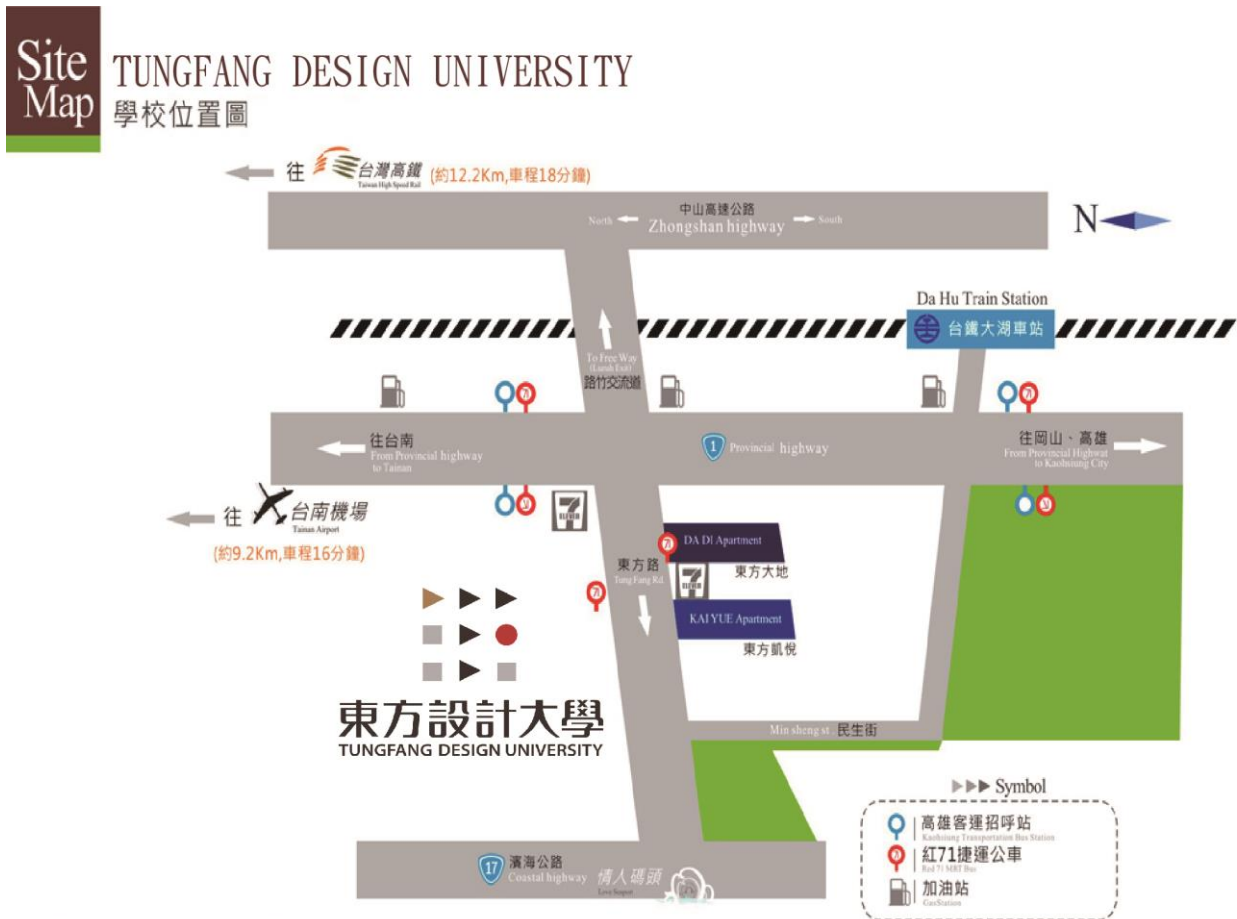 Site
Map
TUNGFANG DESIGN UNIVERSITY
學校位置圖
往 台灣高鐵 (約12.2Km,車程18分鐘)
Taiwan High Speed Rail
中山高速公路
North Zhongshan highway South
N
Da Hu Train Station
台鐵大湖車站
To Free Way
(Luzuh Exit)
路竹交流道
往台南
From Provincial highway
to Tainan
1 Provincial highway
往岡山、高雄
From Provincial Highwat
to Kaohsiung City
往 台南機場
Tainan Airport
(約9.2Km,車程16分鐘)
7
ELEVEN
東方路
Tung Fang Rd.
DA DI Apartment
東方大地
7
ELEVEN
KAI YUE Apartment
東方凱悅
東方設計大學
TUNGFANG DESIGN UNIVERSITY
Min sheng st . 民生街
17 濱海公路
Coastal highway
情人碼頭
Symbol
高雄客運招呼站
Kaohsiung Transportation Bus Station
紅71捷運公車
Red 71 MRT Bus
加油站
GasStation